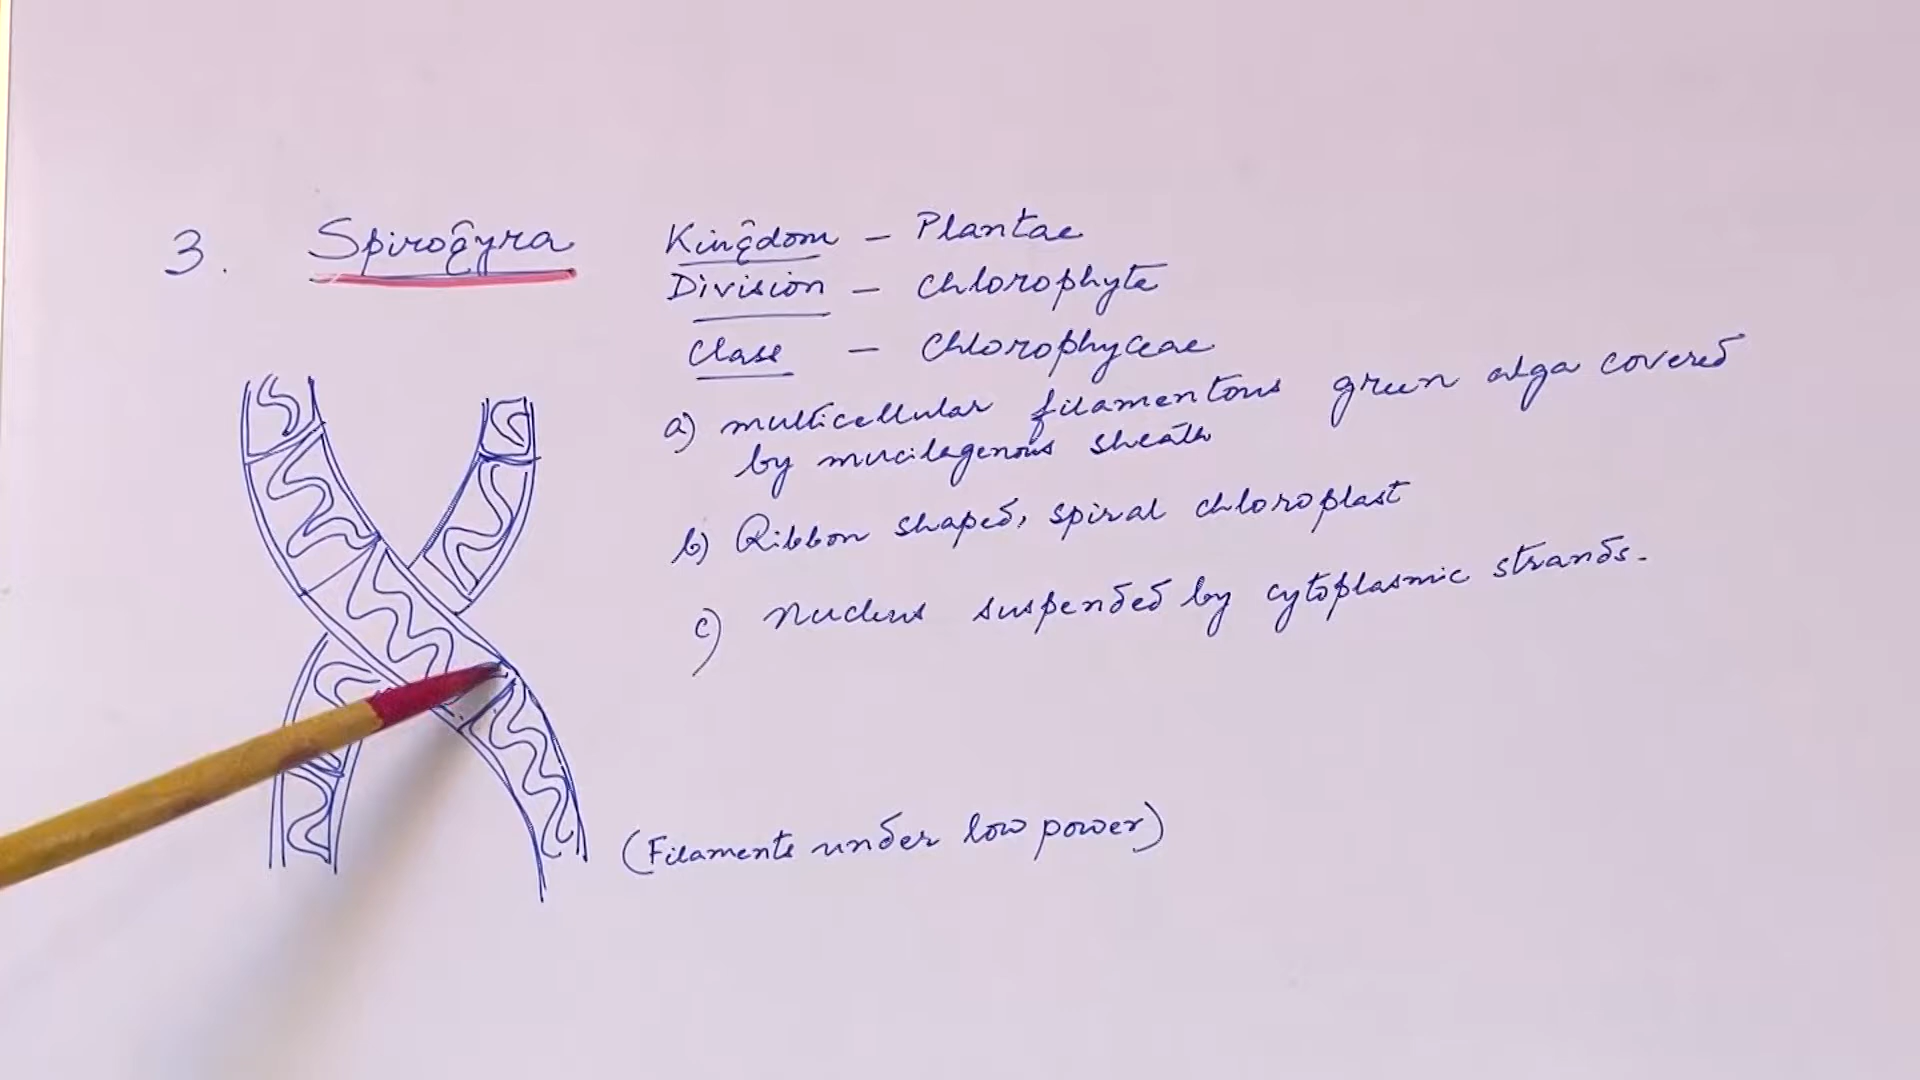 3. Spirogyra
Kingdom - Plantae
Division - Chlorophyte
Class - Chlorophyceae
a) multicellular filamentous green alga covered
by mucilagenous sheath
b) Ribbon shaped, spiral chloroplast
c) nucleus suspended by cytoplasmic strands.
(Filaments under low power)